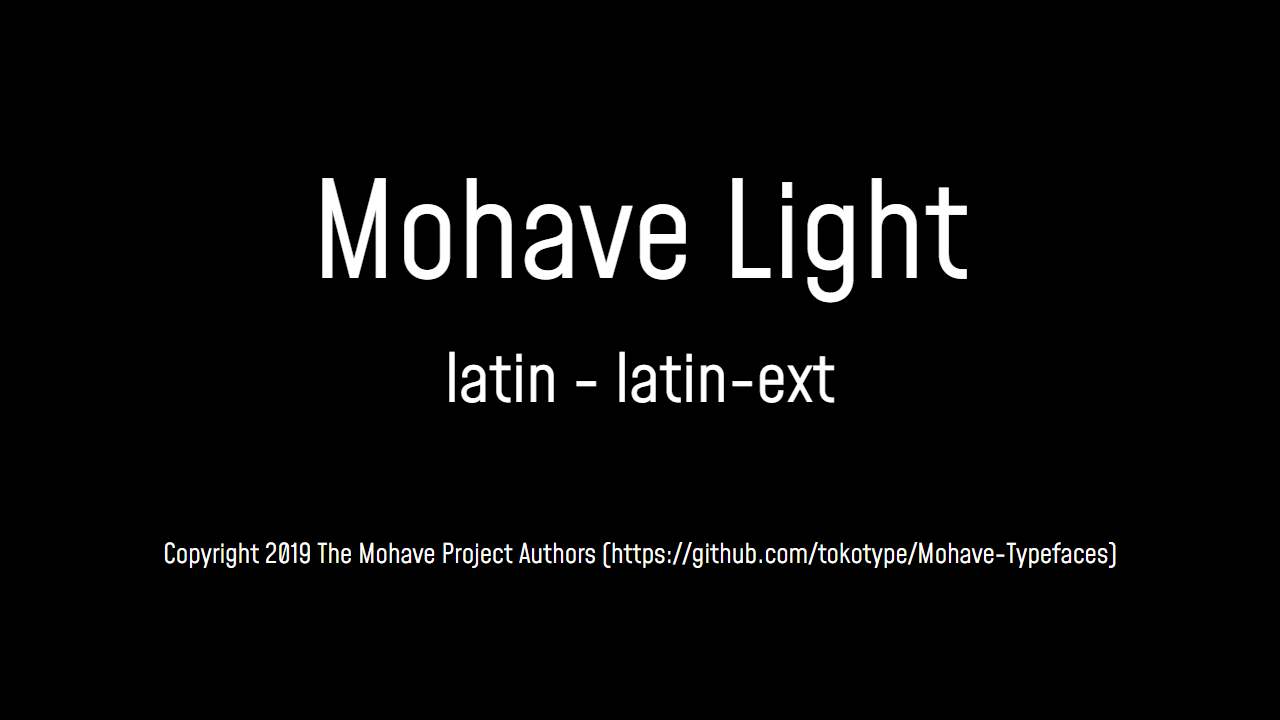 Mohave Light
latin - latin-ext
Copyright 2019 The Mohave Project Authors (https://github.com/tokotype/Mohave-Typefaces)